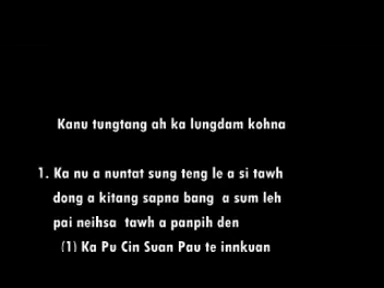 Kanu tungtang ah ka lungdam kohna
1. Ka nu a nuntat sung teng le a si tawh
dong a kitang sapna bang a sum leh
pai neihsa tawh a panpih den
(1) Ka Pu Cin Suan Pau te innkuan